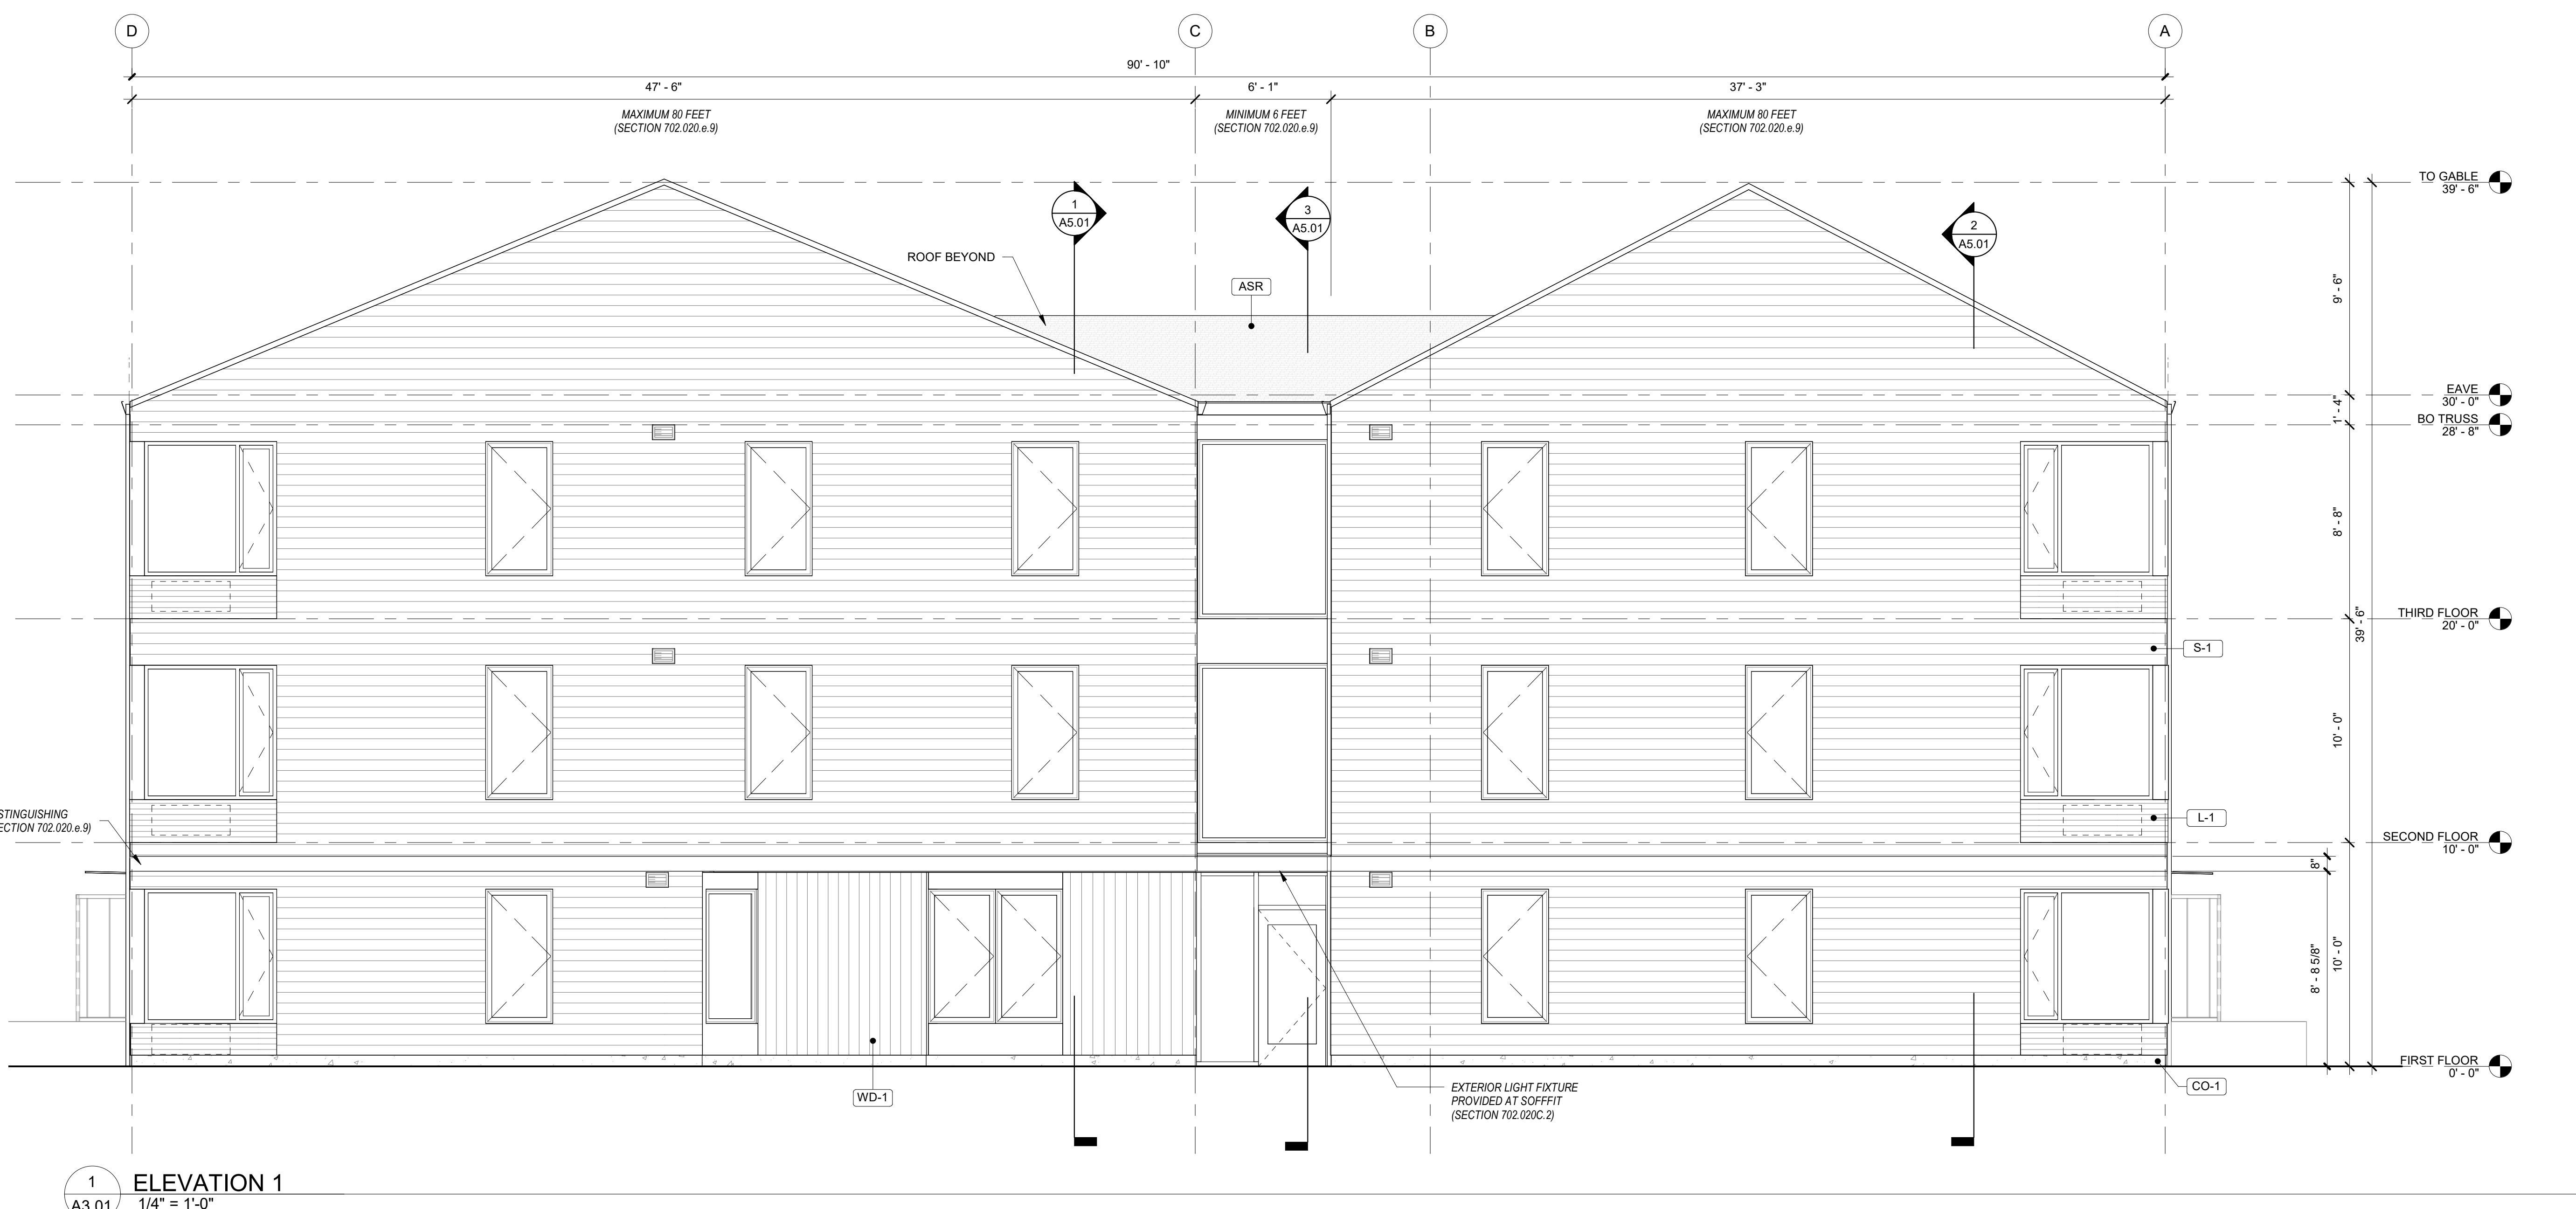 D
C
B
A
90' - 10"
47' - 6"
6' - 1"
37' - 3"
MAXIMUM 80 FEET
(SECTION 702.020.e.9)
MINIMUM 6 FEET
(SECTION 702.020.e.9)
MAXIMUM 80 FEET
(SECTION 702.020.e.9)
TO GABLE
39' - 6"
1
A5.01
3
A5.01
2
A5.01
ROOF BEYOND
ASR
9' - 6"
EAVE
30' - 0"
1' - 4"
BO TRUSS
28' - 8"
8' - 8"
THIRD FLOOR
20' - 0"
39' - 6"
S-1
10' - 0"
STINGUISHING
ECTION 702.020.e.9)
L-1
SECOND FLOOR
10' - 0"
8"
8' - 8 5/8"
10' - 0"
FIRST FLOOR
0' - 0"
CO-1
WD-1
EXTERIOR LIGHT FIXTURE
PROVIDED AT SOFFFIT
(SECTION 702.020C.2)
1
A3.01
ELEVATION 1
1/4" = 1'-0"